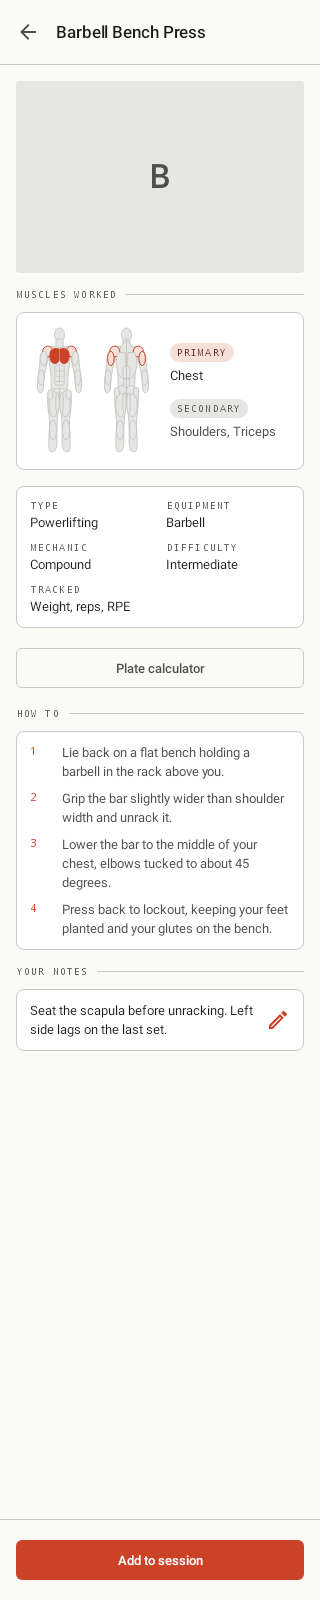 Barbell Bench Press
B
MUSCLES WORKED
PRIMARY
Chest
SECONDARY
Shoulders, Triceps
TYPE
Powerlifting
EQUIPMENT
Barbell
MECHANIC
Compound
DIFFICULTY
Intermediate
TRACKED
Weight, reps, RPE
Plate calculator
HOW TO
1 Lie back on a flat bench holding a
barbell in the rack above you.
2 Grip the bar slightly wider than shoulder
width and unrack it.
3 Lower the bar to the middle of your
chest, elbows tucked to about 45
degrees.
4 Press back to lockout, keeping your feet
planted and your glutes on the bench.
YOUR NOTES
Seat the scapula before unracking. Left
side lags on the last set.
Add to session